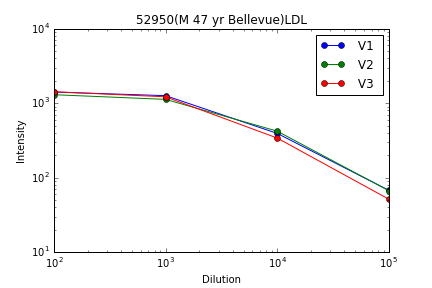 52950(M 47 yr Bellevue)LDL
10⁴
10³
10²
10¹
Intensity
V1
V2
V3
10² 10³ 10⁴ 10⁵
Dilution